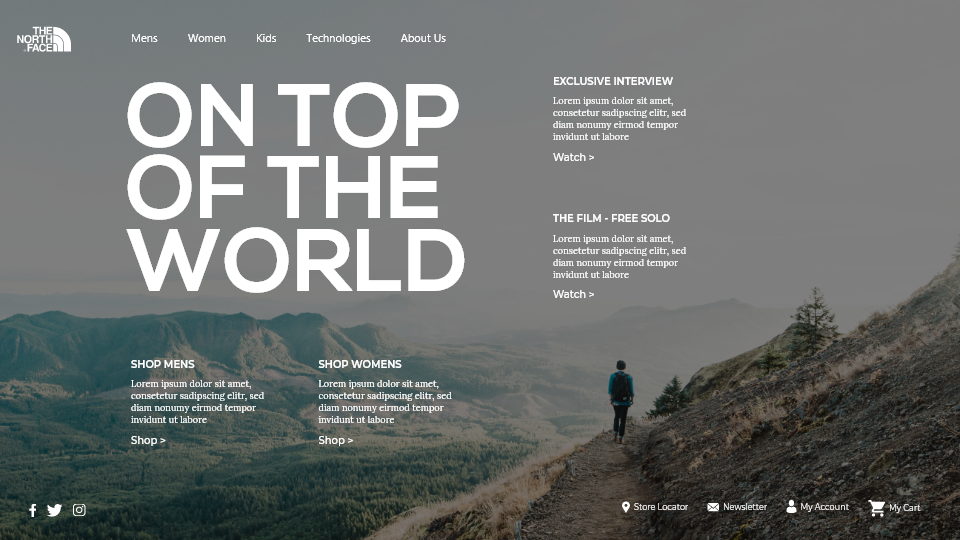 THE
NORTH
FACE
Mens Women Kids Technologies About Us
ON TOP
OF THE
WORLD
EXCLUSIVE INTERVIEW
Lorem ipsum dolor sit amet,
consetetur sadipscing elitr, sed
diam nonumy eirmod tempor
invidunt ut labore
Watch >
THE FILM - FREE SOLO
Lorem ipsum dolor sit amet,
consetetur sadipscing elitr, sed
diam nonumy eirmod tempor
invidunt ut labore
Watch >
SHOP MENS
Lorem ipsum dolor sit amet,
consetetur sadipscing elitr, sed
diam nonumy eirmod tempor
invidunt ut labore
Shop >
SHOP WOMENS
Lorem ipsum dolor sit amet,
consetetur sadipscing elitr, sed
diam nonumy eirmod tempor
invidunt ut labore
Shop >
Store Locator Newsletter My Account My Cart